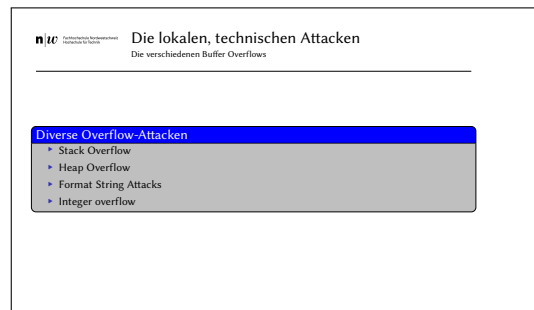 n|w Fachhochschule Nordwestschweiz
Hochschule für Technik
Die lokalen, technischen Attacken
Die verschiedenen Buffer Overflows
Diverse Overflow-Attacken
Stack Overflow
Heap Overflow
Format String Attacks
Integer overflow